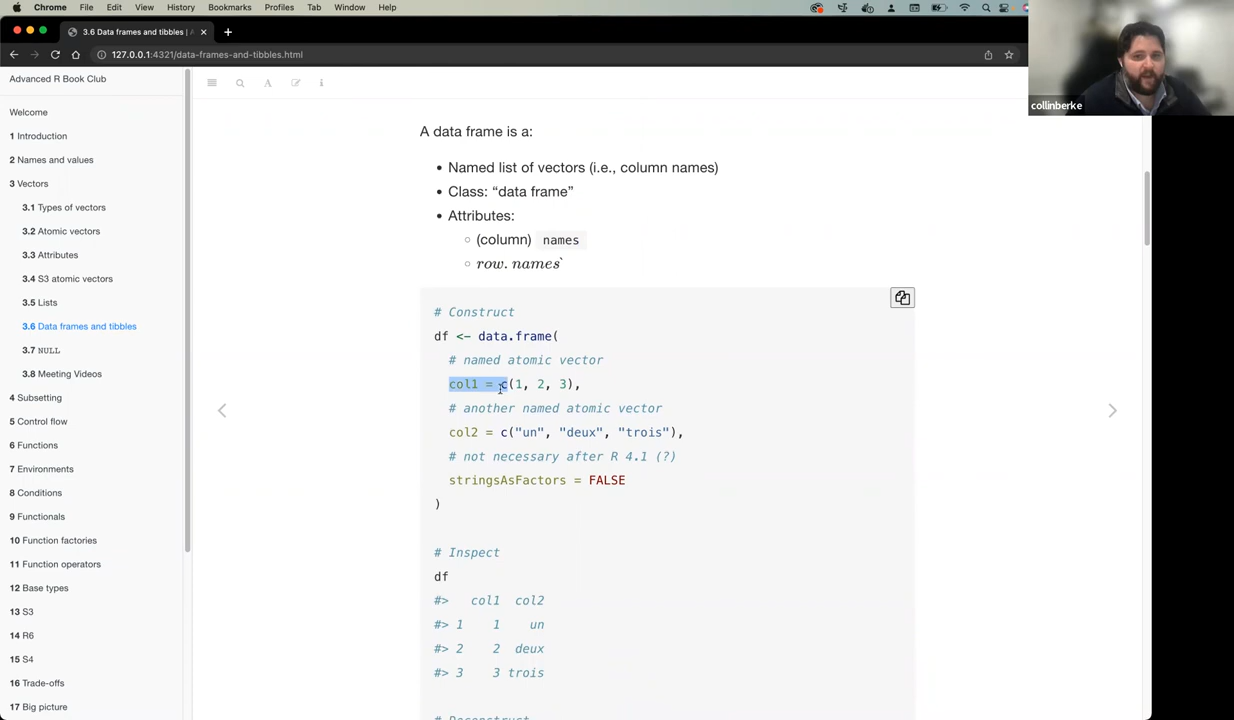 Chrome File Edit View History Bookmarks Profiles Tab Window Help
3.6 Data frames and tibbles | A
127.0.0.1:4321/data-frames-and-tibbles.html
collinberke
Advanced R Book Club
Welcome
1 Introduction
2 Names and values
3 Vectors
3.1 Types of vectors
3.2 Atomic vectors
3.3 Attributes
3.4 S3 atomic vectors
3.5 Lists
3.6 Data frames and tibbles
3.7 NULL
3.8 Meeting Videos
4 Subsetting
5 Control flow
6 Functions
7 Environments
8 Conditions
9 Functionals
10 Function factories
11 Function operators
12 Base types
13 S3
14 R6
15 S4
16 Trade-offs
17 Big picture
A data frame is a:
• Named list of vectors (i.e., column names)
• Class: “data frame”
• Attributes:
○ (column) names
○ row.names`
# Construct
df <- data.frame(
# named atomic vector
col1 = c(1, 2, 3),
# another named atomic vector
col2 = c("un", "deux", "trois"),
# not necessary after R 4.1 (?)
stringsAsFactors = FALSE
)
# Inspect
df
#> col1 col2
#> 1 1 un
#> 2 2 deux
#> 3 3 trois